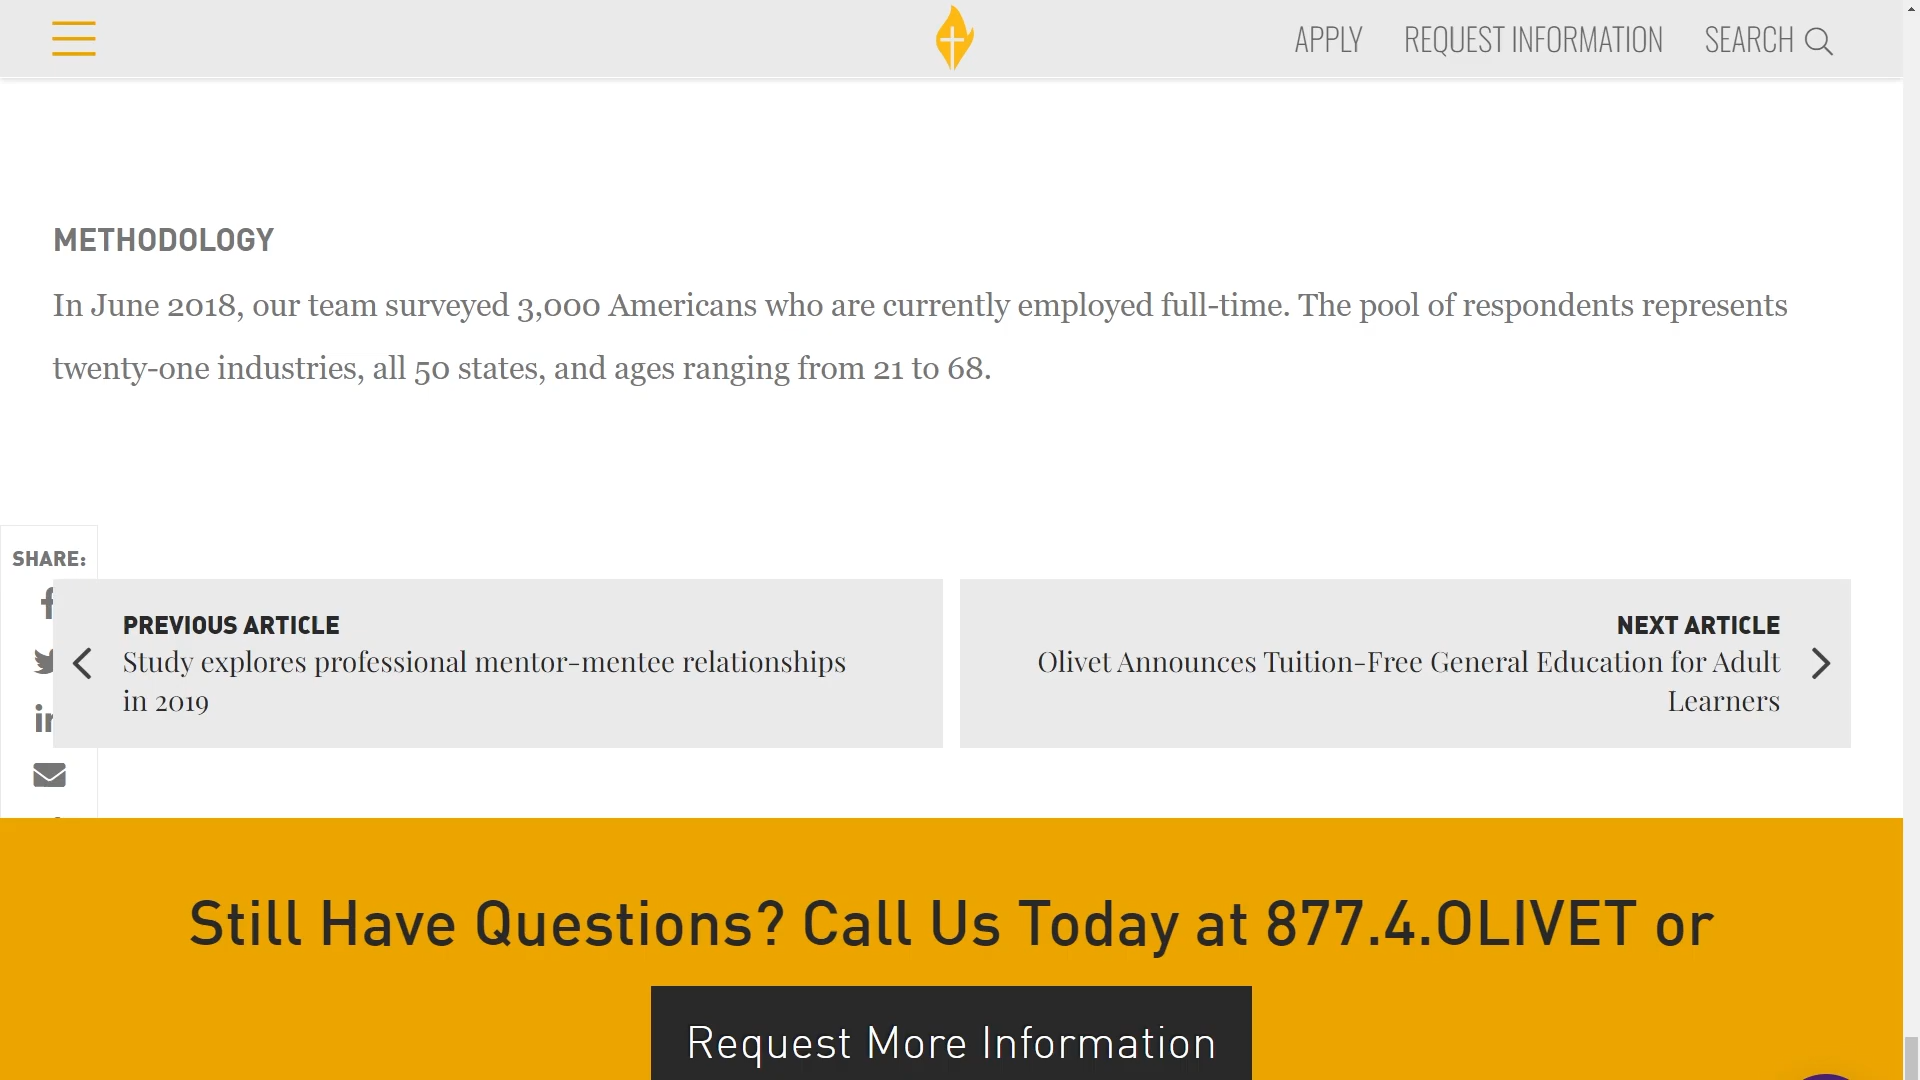 APPLY REQUEST INFORMATION SEARCH
METHODOLOGY
In June 2018, our team surveyed 3,000 Americans who are currently employed full-time. The pool of respondents represents
twenty-one industries, all 50 states, and ages ranging from 21 to 68.
SHARE:
PREVIOUS ARTICLE
Study explores professional mentor-mentee relationships
in 2019
NEXT ARTICLE
Olivet Announces Tuition-Free General Education for Adult
Learners
Still Have Questions? Call Us Today at 877.4.OLIVET or
Request More Information